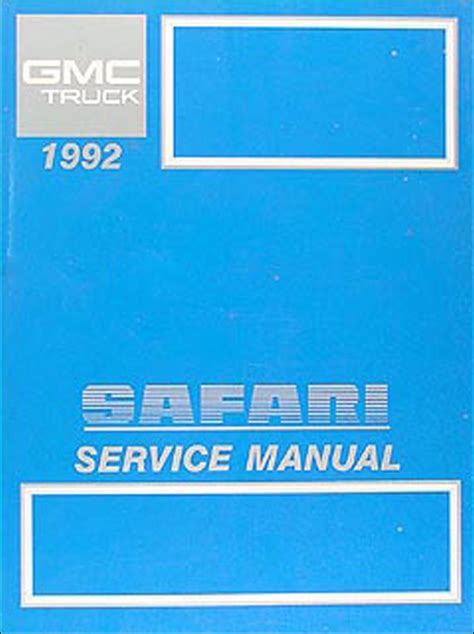 GMC
TRUCK
1992
SAFARI
SERVICE MANUAL